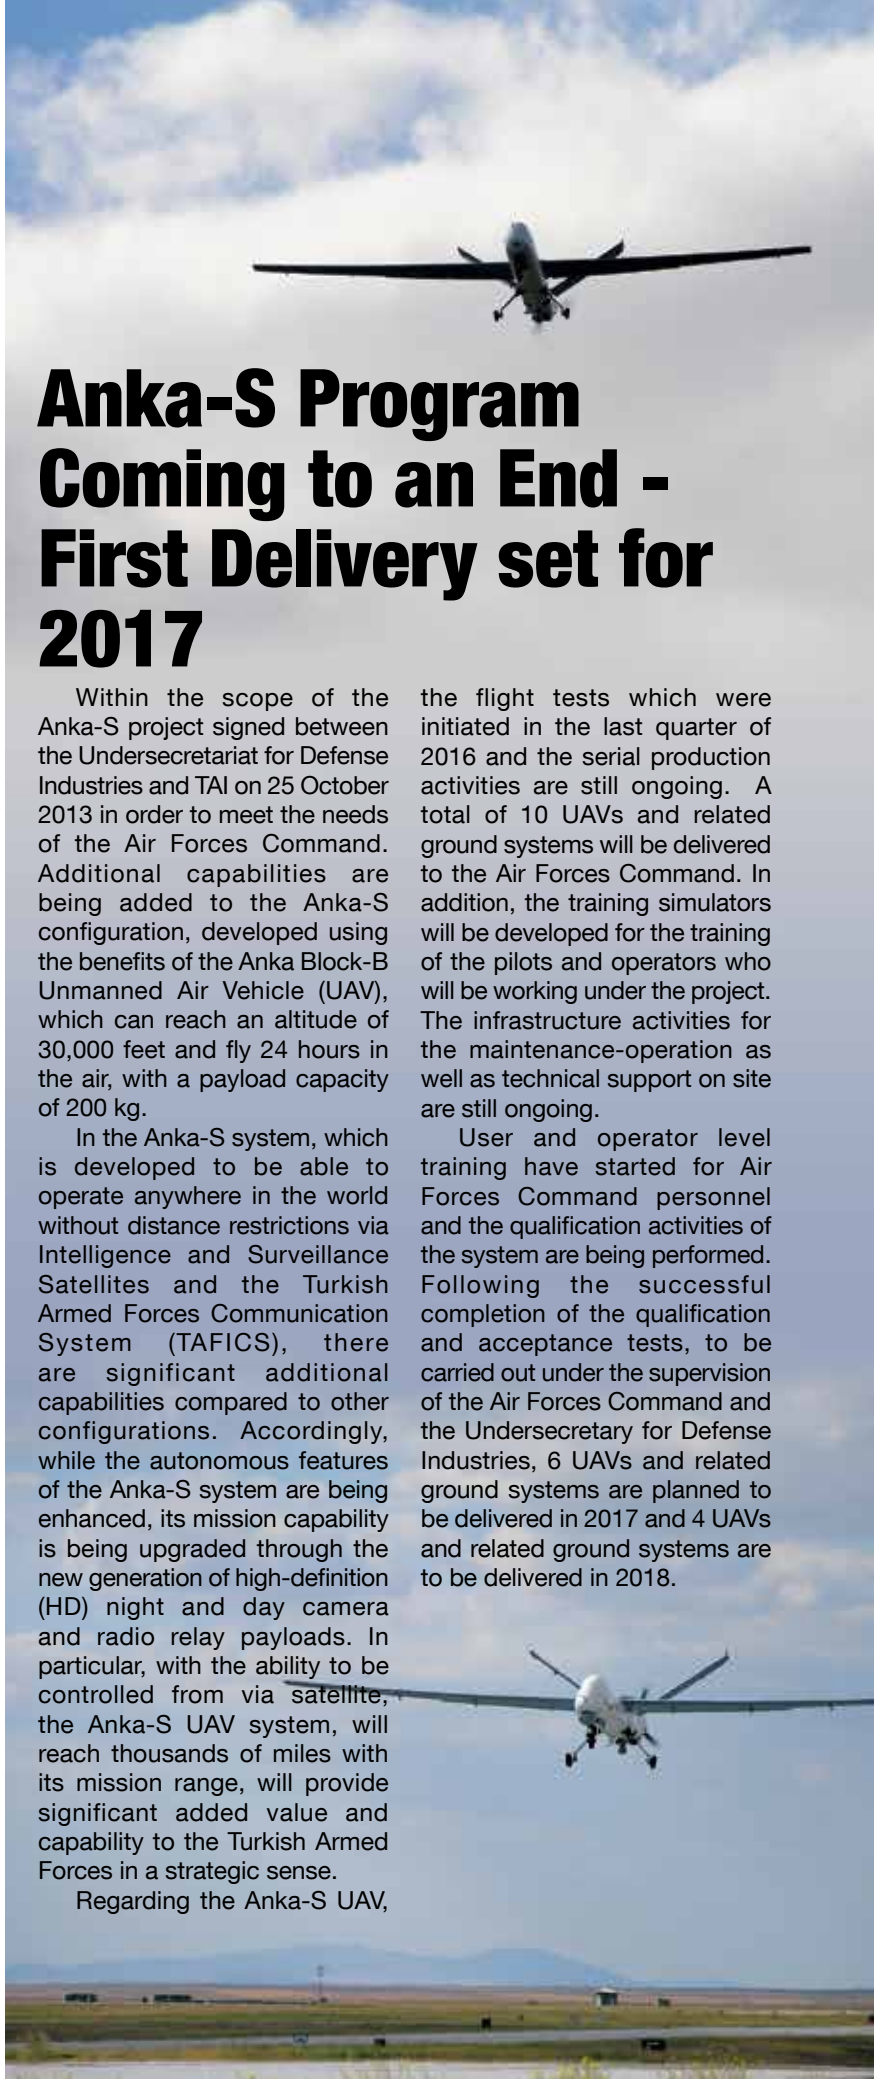 Anka-S Program
Coming to an End -
First Delivery set for
2017
Within the scope of the
Anka-S project signed between
the Undersecretariat for Defense
Industries and TAI on 25 October
2013 in order to meet the needs
of the Air Forces Command.
Additional capabilities are
being added to the Anka-S
configuration, developed using
the benefits of the Anka Block-B
Unmanned Air Vehicle (UAV),
which can reach an altitude of
30,000 feet and fly 24 hours in
the air, with a payload capacity
of 200 kg.
In the Anka-S system, which
is developed to be able to
operate anywhere in the world
without distance restrictions via
Intelligence and Surveillance
Satellites and the Turkish
Armed Forces Communication
System (TAFICS), there
are significant additional
capabilities compared to other
configurations. Accordingly,
while the autonomous features
of the Anka-S system are being
enhanced, its mission capability
is being upgraded through the
new generation of high-definition
(HD) night and day camera
and radio relay payloads. In
particular, with the ability to be
controlled from via satellite,
the Anka-S UAV system, will
reach thousands of miles with
its mission range, will provide
significant added value and
capability to the Turkish Armed
Forces in a strategic sense.
Regarding the Anka-S UAV,
the flight tests which were
initiated in the last quarter of
2016 and the serial production
activities are still ongoing. A
total of 10 UAVs and related
ground systems will be delivered
to the Air Forces Command. In
addition, the training simulators
will be developed for the training
of the pilots and operators who
will be working under the project.
The infrastructure activities for
the maintenance-operation as
well as technical support on site
are still ongoing.
User and operator level
training have started for Air
Forces Command personnel
and the qualification activities of
the system are being performed.
Following the successful
completion of the qualification
and acceptance tests, to be
carried out under the supervision
of the Air Forces Command and
the Undersecretary for Defense
Industries, 6 UAVs and related
ground systems are planned to
be delivered in 2017 and 4 UAVs
and related ground systems are
to be delivered in 2018.